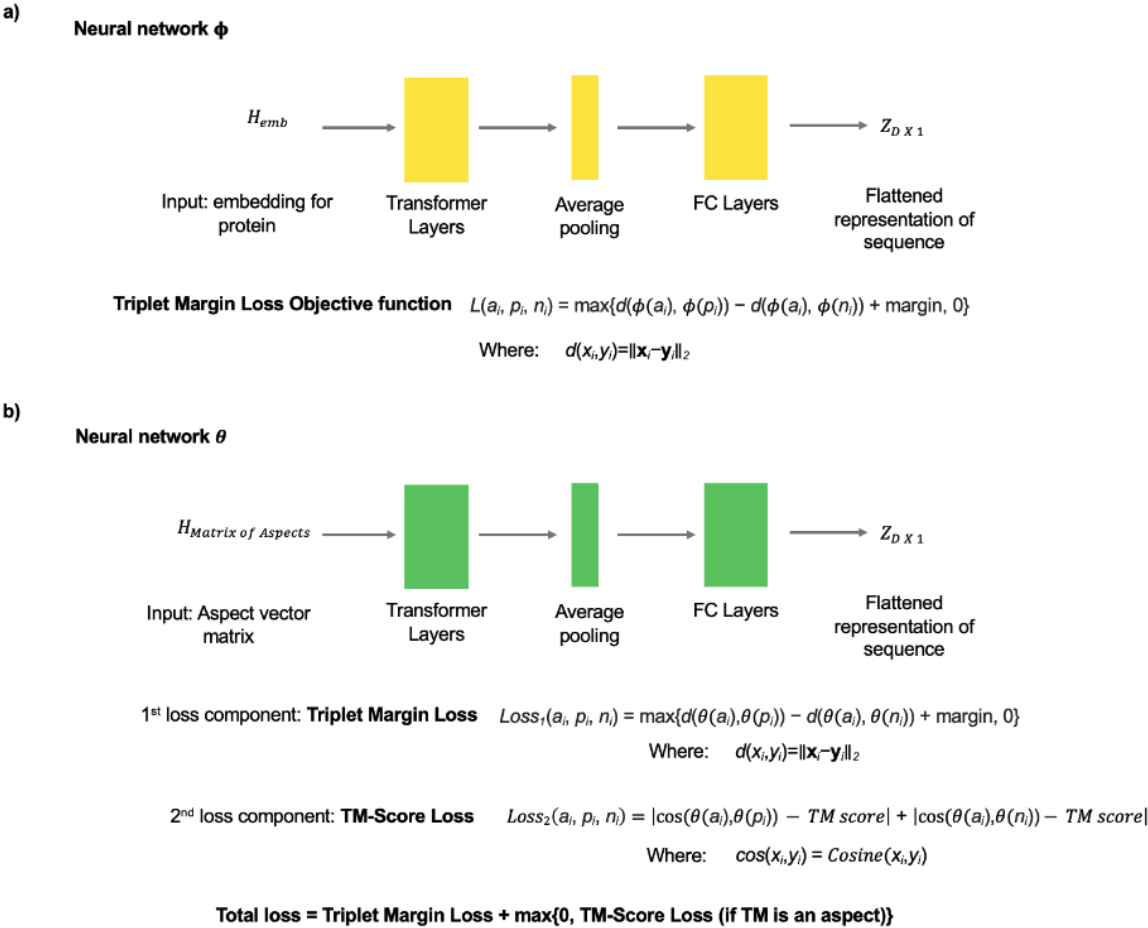 a)
Neural network ϕ
H_emb
Z_{D X 1}
Input: embedding for
protein
Transformer
Layers
Average
pooling
FC Layers
Flattened
representation of
sequence
Triplet Margin Loss Objective function L(a_i, p_i, n_i) = max{d(ϕ(a_i), ϕ(p_i)) − d(ϕ(a_i), ϕ(n_i)) + margin, 0}
Where: d(x_i,y_i)=‖x_i−y_i‖_2
b)
Neural network θ
H_{Matrix of Aspects}
Z_{D X 1}
Input: Aspect vector
matrix
Transformer
Layers
Average
pooling
FC Layers
Flattened
representation of
sequence
1st loss component: Triplet Margin Loss Loss_1(a_i, p_i, n_i) = max{d(θ(a_i),θ(p_i)) − d(θ(a_i), θ(n_i)) + margin, 0}
Where: d(x_i,y_i)=‖x_i−y_i‖_2
2nd loss component: TM-Score Loss Loss_2(a_i, p_i, n_i) = |cos(θ(a_i),θ(p_i)) − TM score| + |cos(θ(a_i),θ(n_i)) − TM score|
Where: cos(x_i,y_i) = Cosine(x_i,y_i)
Total loss = Triplet Margin Loss + max{0, TM-Score Loss (if TM is an aspect)}